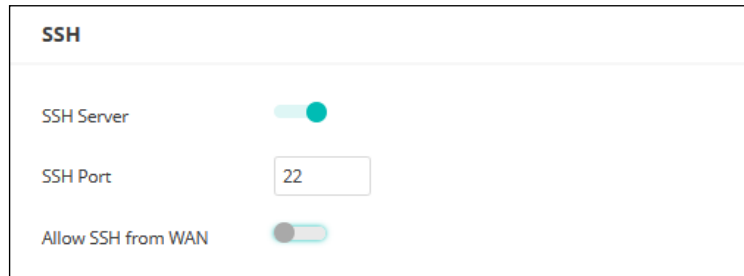 SSH
SSH Server
SSH Port 22
Allow SSH from WAN